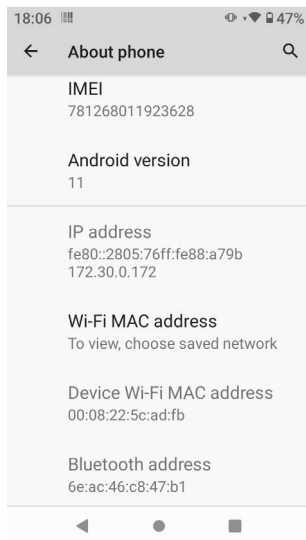 18:06 47%
About phone
IMEI
781268011923628
Android version
11
IP address
fe80::2805:76ff:fe88:a79b
172.30.0.172
Wi-Fi MAC address
To view, choose saved network
Device Wi-Fi MAC address
00:08:22:5c:ad:fb
Bluetooth address
6e:ac:46:c8:47:b1